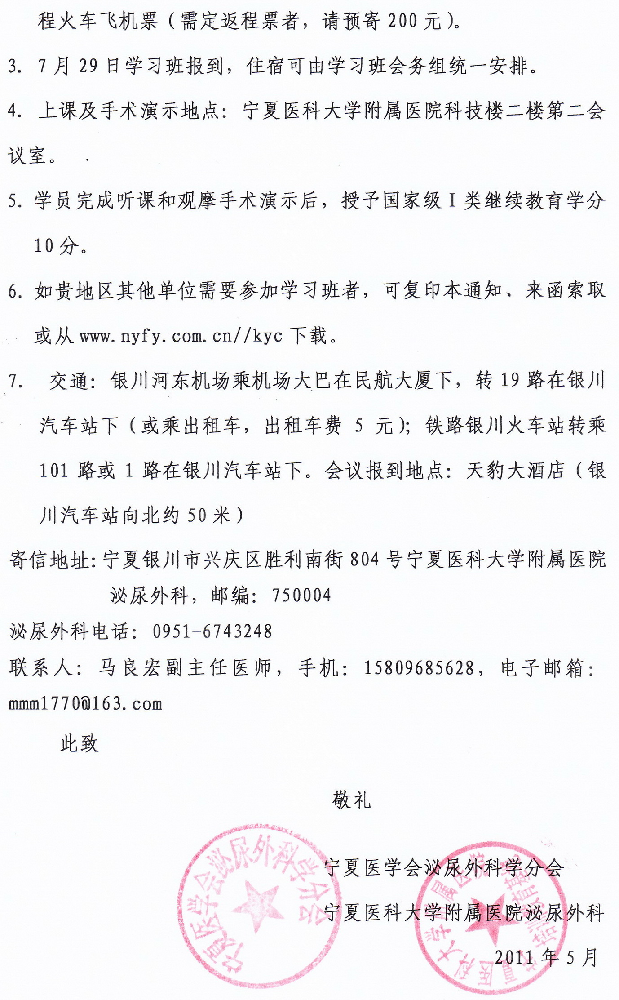 程火车飞机票（需定返程票者，请预寄 200 元）。
3. 7 月 29 日学习班报到，住宿可由学习班会务组统一安排。
4. 上课及手术演示地点：宁夏医科大学附属医院科技楼二楼第二会
议室。
5. 学员完成听课和观摩手术演示后，授予国家级 I 类继续教育学分
10 分。
6. 如贵地区其他单位需要参加学习班者，可复印本通知、来函索取
或从 www.nyfy.com.cn//kyc 下载。
7. 交通：银川河东机场乘机场大巴在民航大厦下，转 19 路在银川
汽车站下（或乘出租车，出租车费 5 元）；铁路银川火车站转乘
101 路或 1 路在银川汽车站下。会议报到地点：天豹大酒店（银
川汽车站向北约 50 米）
寄信地址：宁夏银川市兴庆区胜利南街 804 号宁夏医科大学附属医院
泌尿外科，邮编：750004
泌尿外科电话：0951-6743248
联系人：马良宏副主任医师，手机：15809685628，电子邮箱：
mmm1770@163.com
此致
敬礼
宁夏医学会泌尿外科学分会
宁夏医科大学附属医院泌尿外科
2011 年 5 月
宁夏医学会泌尿外科学分会
宁夏医科大学附属医院